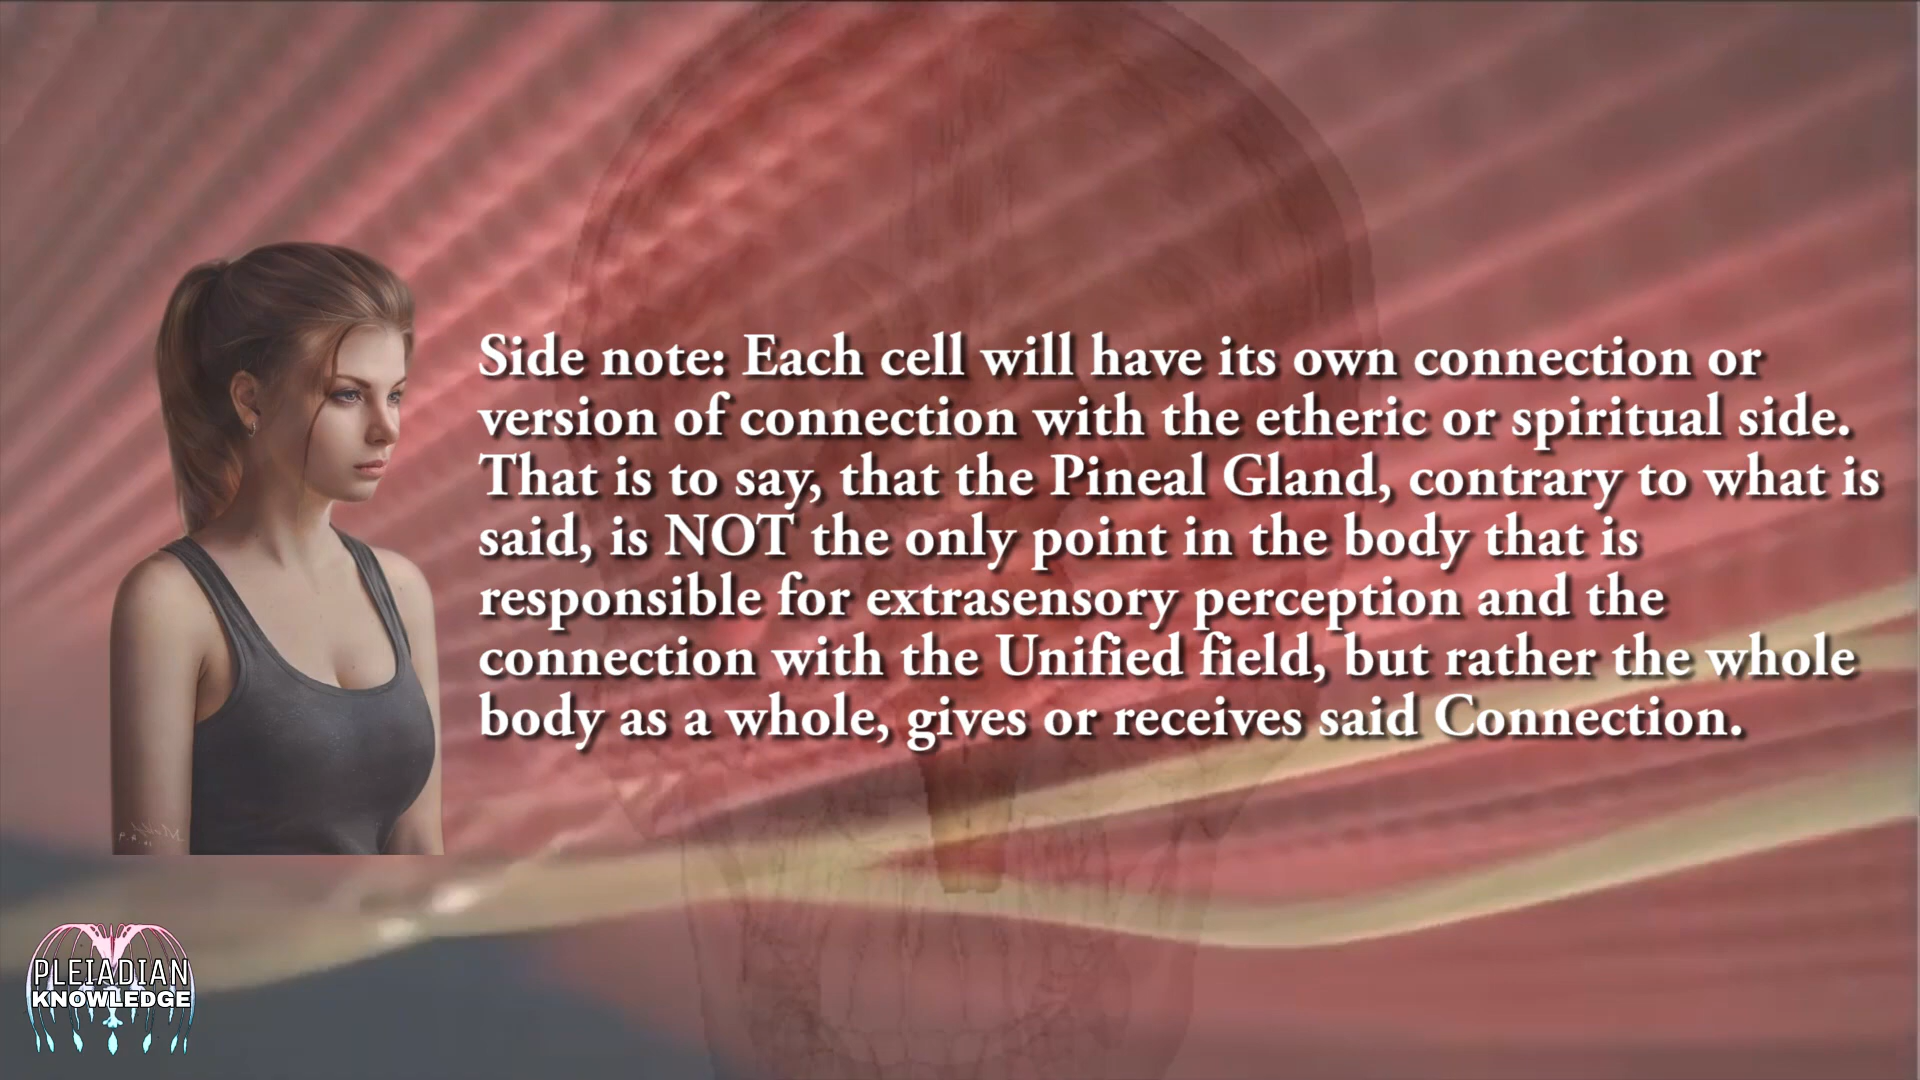 Side note: Each cell will have its own connection or
version of connection with the etheric or spiritual side.
That is to say, that the Pineal Gland, contrary to what is
said, is NOT the only point in the body that is
responsible for extrasensory perception and the
connection with the Unified field, but rather the whole
body as a whole, gives or receives said Connection.
PLEIADIAN
KNOWLEDGE